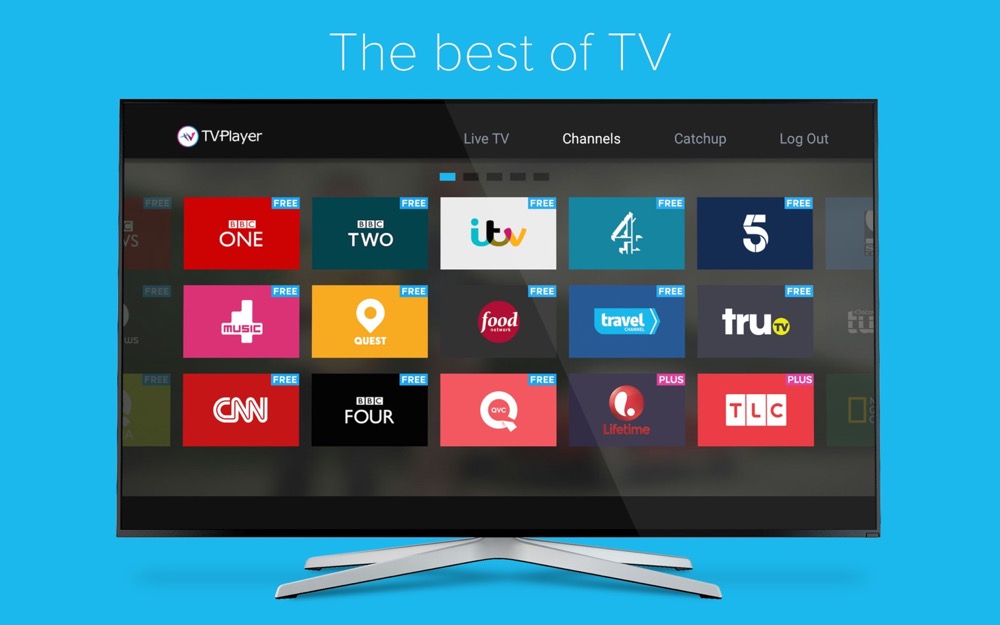 The best of TV
TVPlayer
Live TV
Channels
Catchup
Log Out
FREE
FREE
FREE
FREE
FREE
FREE
BBC
ONE
BBC
TWO
itv
4
5
FREE
FREE
FREE
FREE
FREE
FREE
4
MUSIC
QUEST
food
network
travel
CHANNEL
truTV
FREE
FREE
FREE
FREE
PLUS
PLUS
CNN
BBC
FOUR
QVC
L
Lifetime
TLC